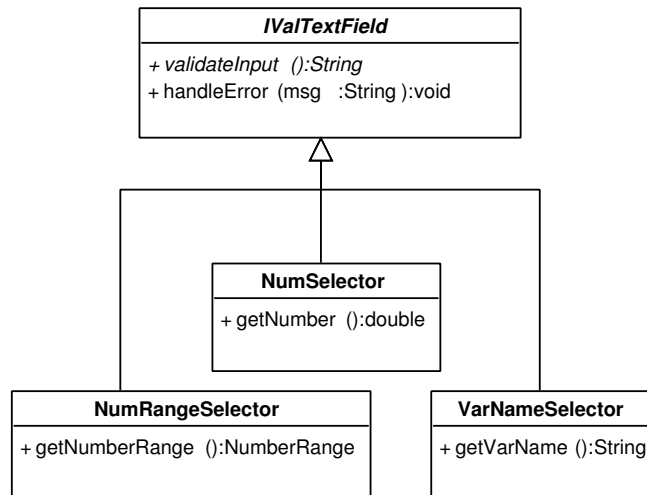 IValTextField
+ validateInput ():String
+ handleError (msg :String ):void
NumSelector
+ getNumber ():double
NumRangeSelector
+ getNumberRange ():NumberRange
VarNameSelector
+ getVarName ():String